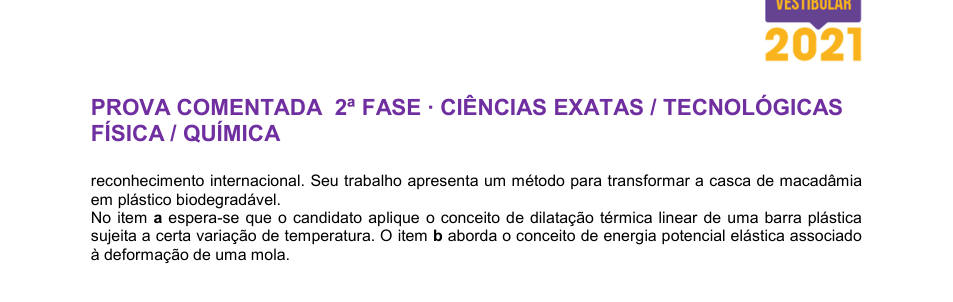 VESTIBULAR
2021
PROVA COMENTADA 2ª FASE · CIÊNCIAS EXATAS / TECNOLÓGICAS
FÍSICA / QUÍMICA
reconhecimento internacional. Seu trabalho apresenta um método para transformar a casca de macadâmia
em plástico biodegradável.
No item a espera-se que o candidato aplique o conceito de dilatação térmica linear de uma barra plástica
sujeita a certa variação de temperatura. O item b aborda o conceito de energia potencial elástica associado
à deformação de uma mola.